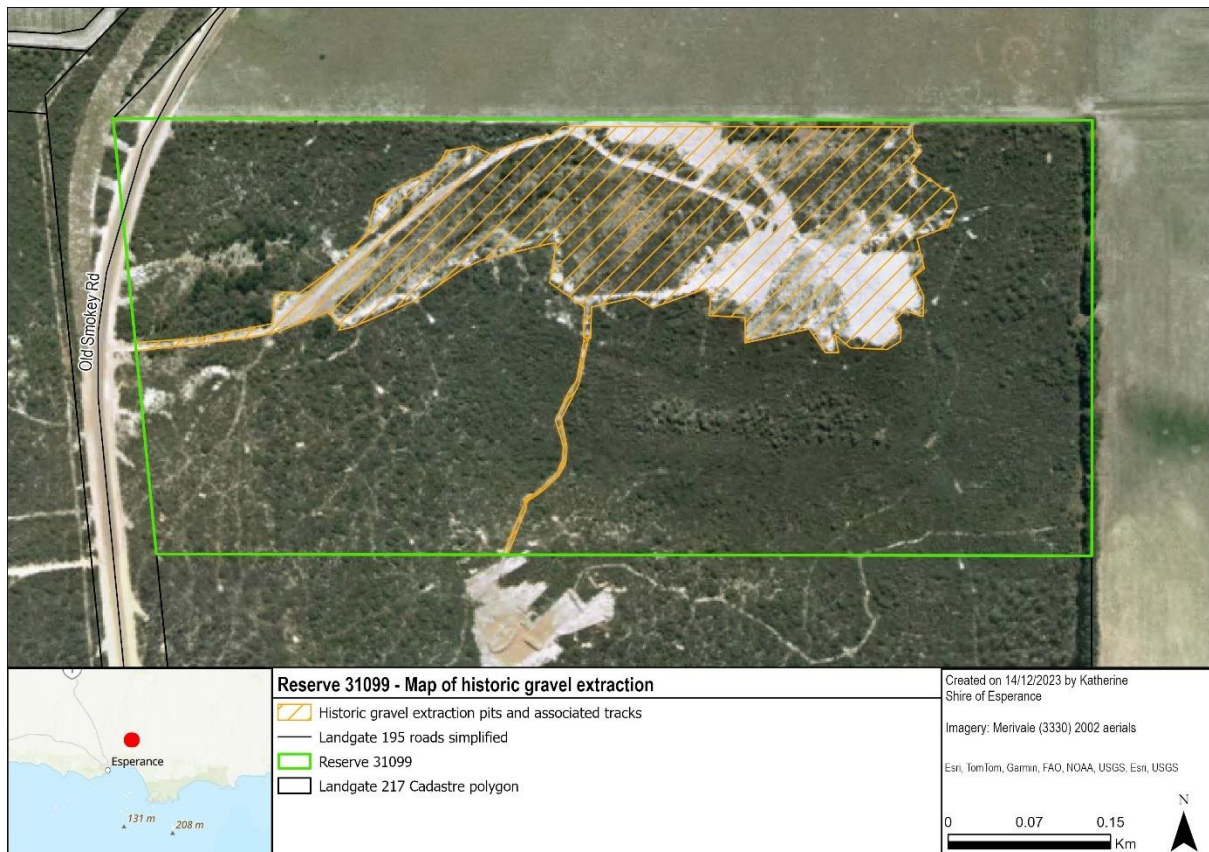 Old Smokey Rd
Esperance
131 m
208 m
Reserve 31099 - Map of historic gravel extraction
Historic gravel extraction pits and associated tracks
Landgate 195 roads simplified
Reserve 31099
Landgate 217 Cadastre polygon
Created on 14/12/2023 by Katherine
Shire of Esperance
Imagery: Merivale (3330) 2002 aerials
Esri, TomTom, Garmin, FAO, NOAA, USGS, Esri, USGS
N
0 0.07 0.15
Km